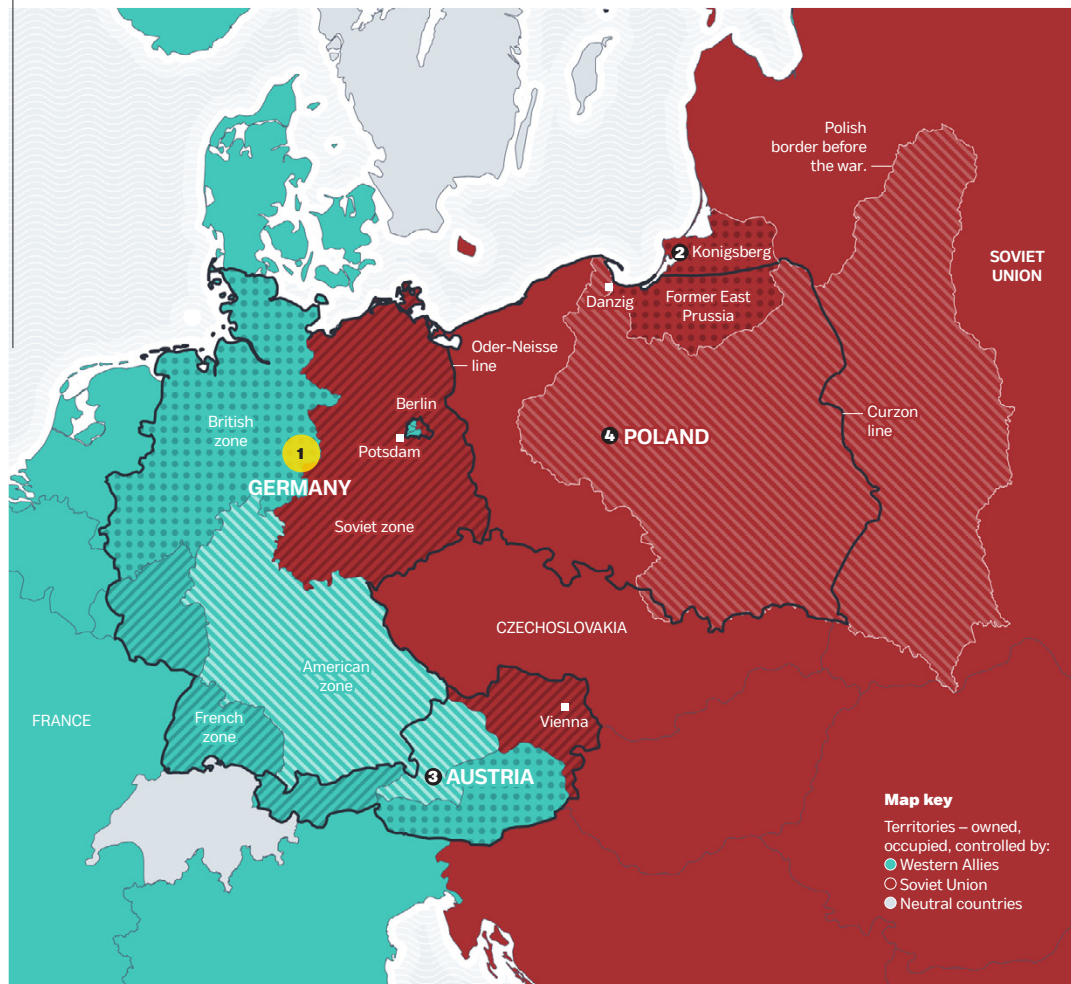 Polish
border before
the war.
SOVIET
UNION
2 Konigsberg
Danzig
Former East
Prussia
Oder-Neisse
line
Berlin
British
zone
Potsdam
1
GERMANY
4 POLAND
Curzon
line
Soviet zone
CZECHOSLOVAKIA
American
zone
FRANCE
French
zone
Vienna
3 AUSTRIA
Map key
Territories – owned,
occupied, controlled by:
Western Allies
Soviet Union
Neutral countries